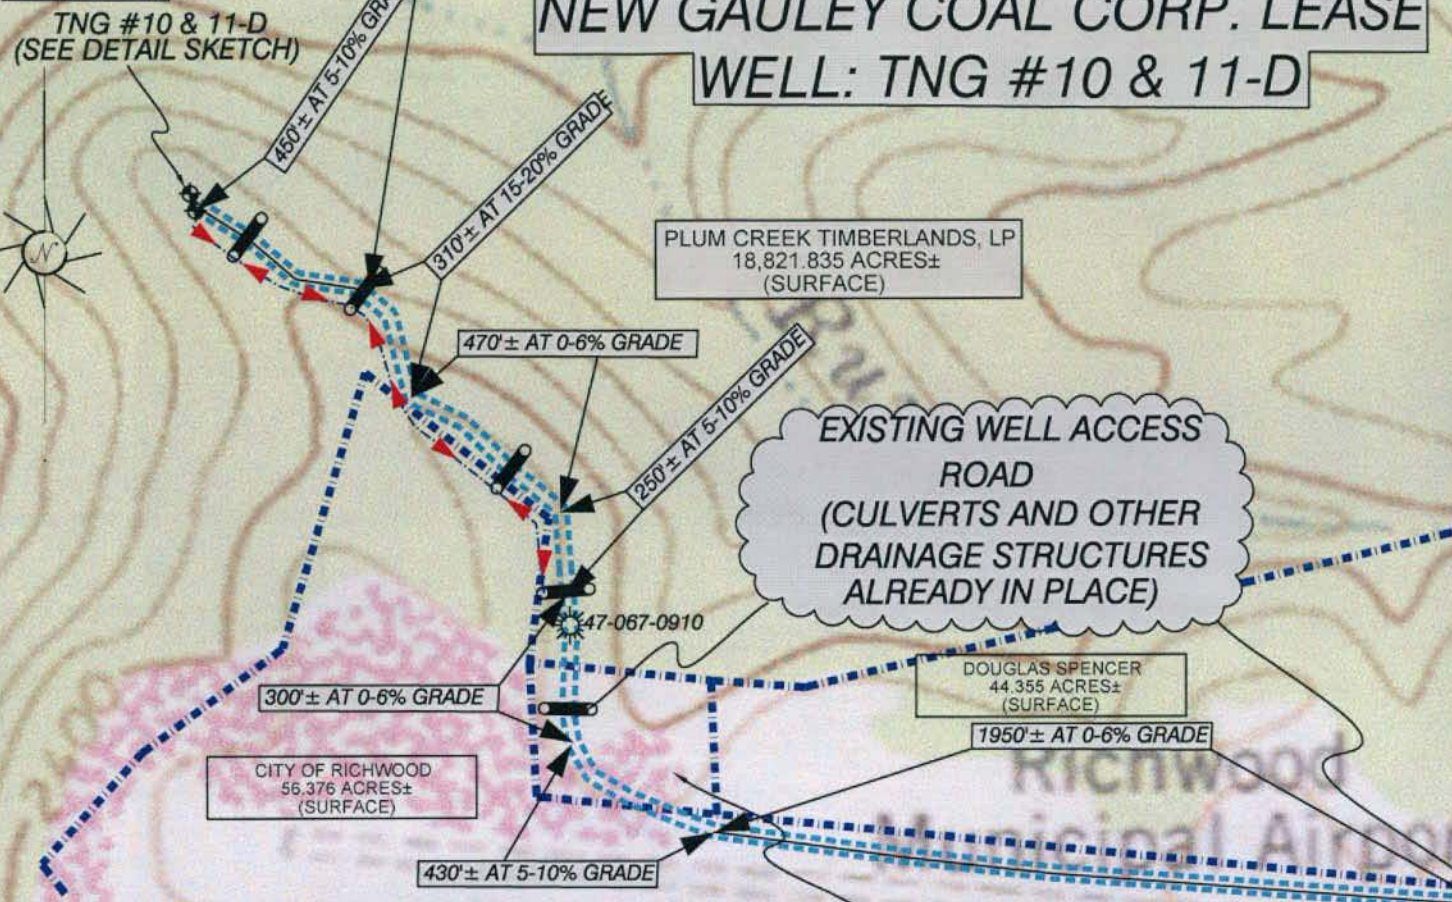 NEW GAULEY COAL CORP. LEASE
WELL: TNG #10 & 11-D
TNG #10 & 11-D
(SEE DETAIL SKETCH)
450'± AT 5-10% GRA
310'± AT 15-20% GRADE
PLUM CREEK TIMBERLANDS, LP
18,821.835 ACRES±
(SURFACE)
N
470'± AT 0-6% GRADE
250'± AT 5-10% GRADE
EXISTING WELL ACCESS
ROAD
(CULVERTS AND OTHER
DRAINAGE STRUCTURES
ALREADY IN PLACE)
47-067-0910
DOUGLAS SPENCER
44.355 ACRES±
(SURFACE)
300'± AT 0-6% GRADE
1950'± AT 0-6% GRADE
CITY OF RICHWOOD
56.376 ACRES±
(SURFACE)
Richwood
Municipal Airpo
430'± AT 5-10% GRADE